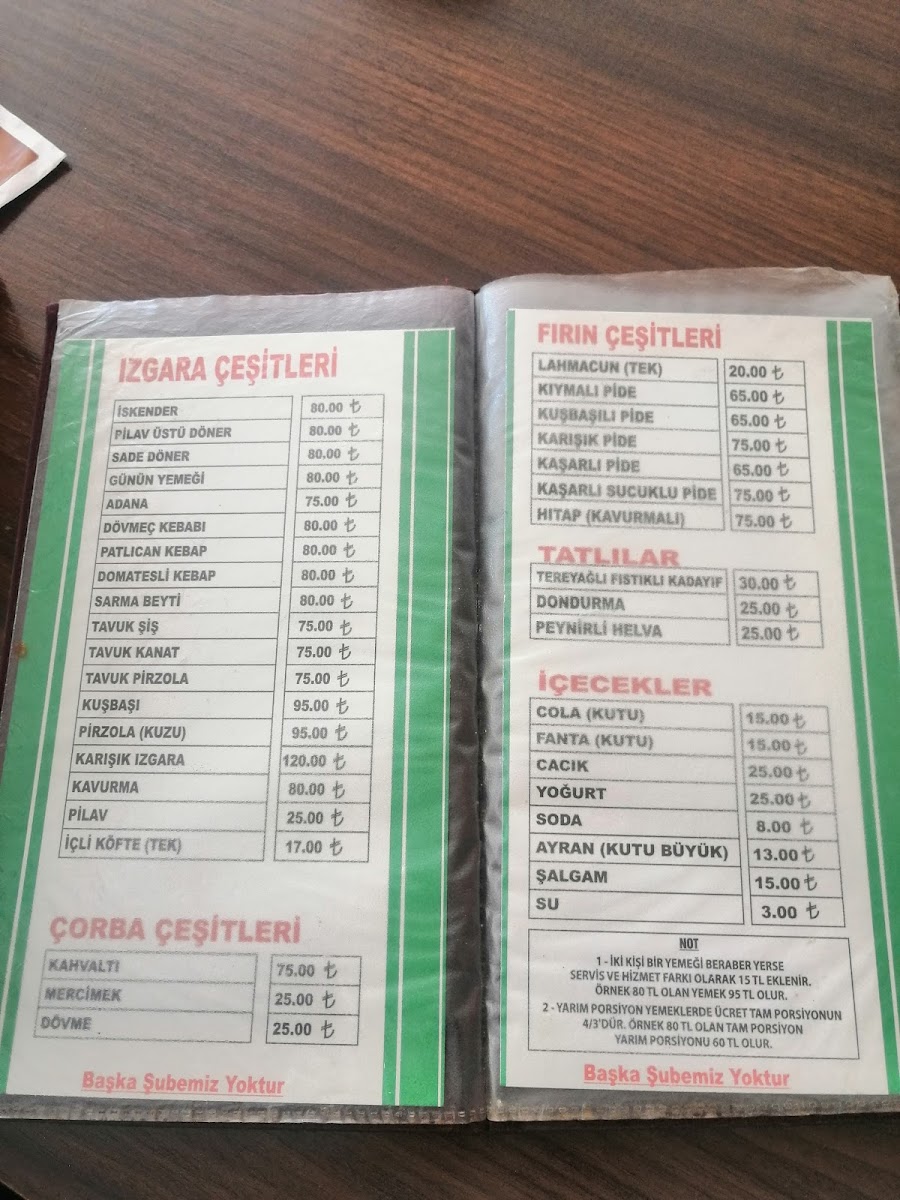 IZGARA ÇEŞİTLERİ
İSKENDER 80.00 ₺
PİLAV ÜSTÜ DÖNER 80.00 ₺
SADE DÖNER 80.00 ₺
GÜNÜN YEMEĞİ 80.00 ₺
ADANA 75.00 ₺
DÖVMEÇ KEBABI 80.00 ₺
PATLICAN KEBAP 80.00 ₺
DOMATESLİ KEBAP 80.00 ₺
SARMA BEYTİ 80.00 ₺
TAVUK ŞİŞ 75.00 ₺
TAVUK KANAT 75.00 ₺
TAVUK PİRZOLA 75.00 ₺
KUŞBAŞI 95.00 ₺
PİRZOLA (KUZU) 95.00 ₺
KARIŞIK IZGARA 120.00 ₺
KAVURMA 80.00 ₺
PİLAV 25.00 ₺
İÇLİ KÖFTE (TEK) 17.00 ₺
ÇORBA ÇEŞİTLERİ
KAHVALTI 75.00 ₺
MERCİMEK 25.00 ₺
DÖVME 25.00 ₺
Başka Şubemiz Yoktur
FIRIN ÇEŞİTLERİ
LAHMACUN (TEK) 20.00 ₺
KIYMALI PİDE 65.00 ₺
KUŞBAŞILI PİDE 65.00 ₺
KARIŞIK PİDE 75.00 ₺
KAŞARLI PİDE 65.00 ₺
KAŞARLI SUCUKLU PİDE 75.00 ₺
HITAP (KAVURMALI) 75.00 ₺
TATLILAR
TEREYAĞLI FISTIKLI KADAYIF 30.00 ₺
DONDURMA 25.00 ₺
PEYNİRLİ HELVA 25.00 ₺
İÇECEKLER
COLA (KUTU) 15.00 ₺
FANTA (KUTU) 15.00 ₺
CACIK 25.00 ₺
YOĞURT 25.00 ₺
SODA 8.00 ₺
AYRAN (KUTU BÜYÜK) 13.00 ₺
ŞALGAM 15.00 ₺
SU 3.00 ₺
NOT
1 - İKİ KİŞİ BİR YEMEĞİ BERABER YERSE
SERVİS VE HİZMET FARKI OLARAK 15 TL EKLENİR.
ÖRNEK 80 TL OLAN YEMEK 95 TL OLUR.
2 - YARIM PORSİYON YEMEKLERDE ÜCRET TAM PORSİYONUN
4/3'DÜR. ÖRNEK 80 TL OLAN TAM PORSİYON
YARIM PORSİYONU 60 TL OLUR.
Başka Şubemiz Yoktur